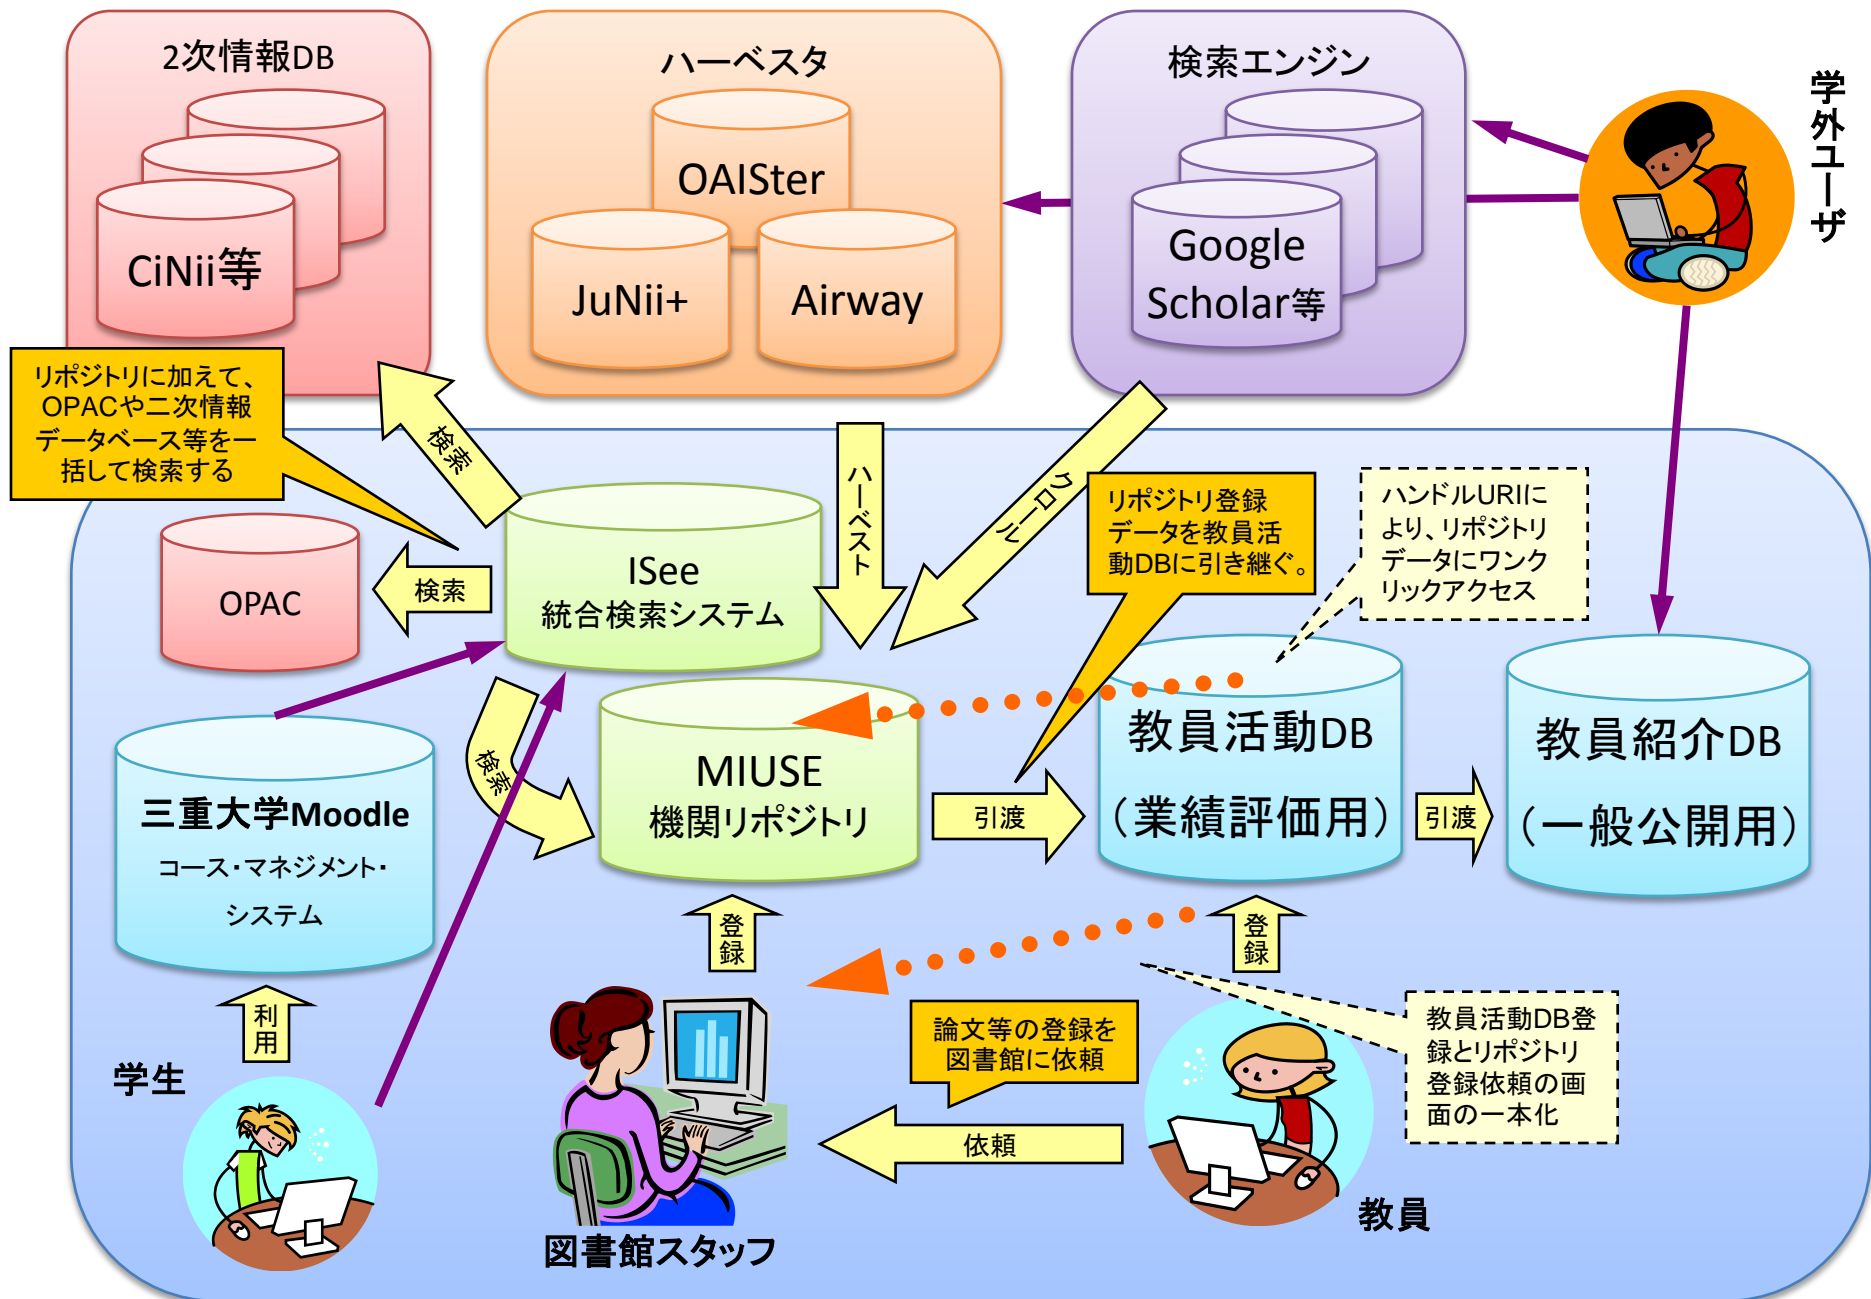 2次情報DB
CiNii等
ハーベスタ
OAISter
JuNii+
Airway
検索エンジン
Google
Scholar等
学外ユーザ
リポジトリに加えて、
OPACや二次情報
データベース等を一
括して検索する
検索
ハーベスト
クロール
リポジトリ登録
データを教員活
動DBに引き継ぐ。
ハンドルURIに
より、リポジトリ
データにワンク
リックアクセス
OPAC
検索
ISee
統合検索システム
検索
MIUSE
機関リポジトリ
引渡
教員活動DB
（業績評価用）
引渡
教員紹介DB
（一般公開用）
三重大学Moodle
コース・マネジメント・
システム
利用
学生
登録
登録
論文等の登録を
図書館に依頼
依頼
教員活動DB登
録とリポジトリ
登録依頼の画
面の一本化
教員
図書館スタッフ